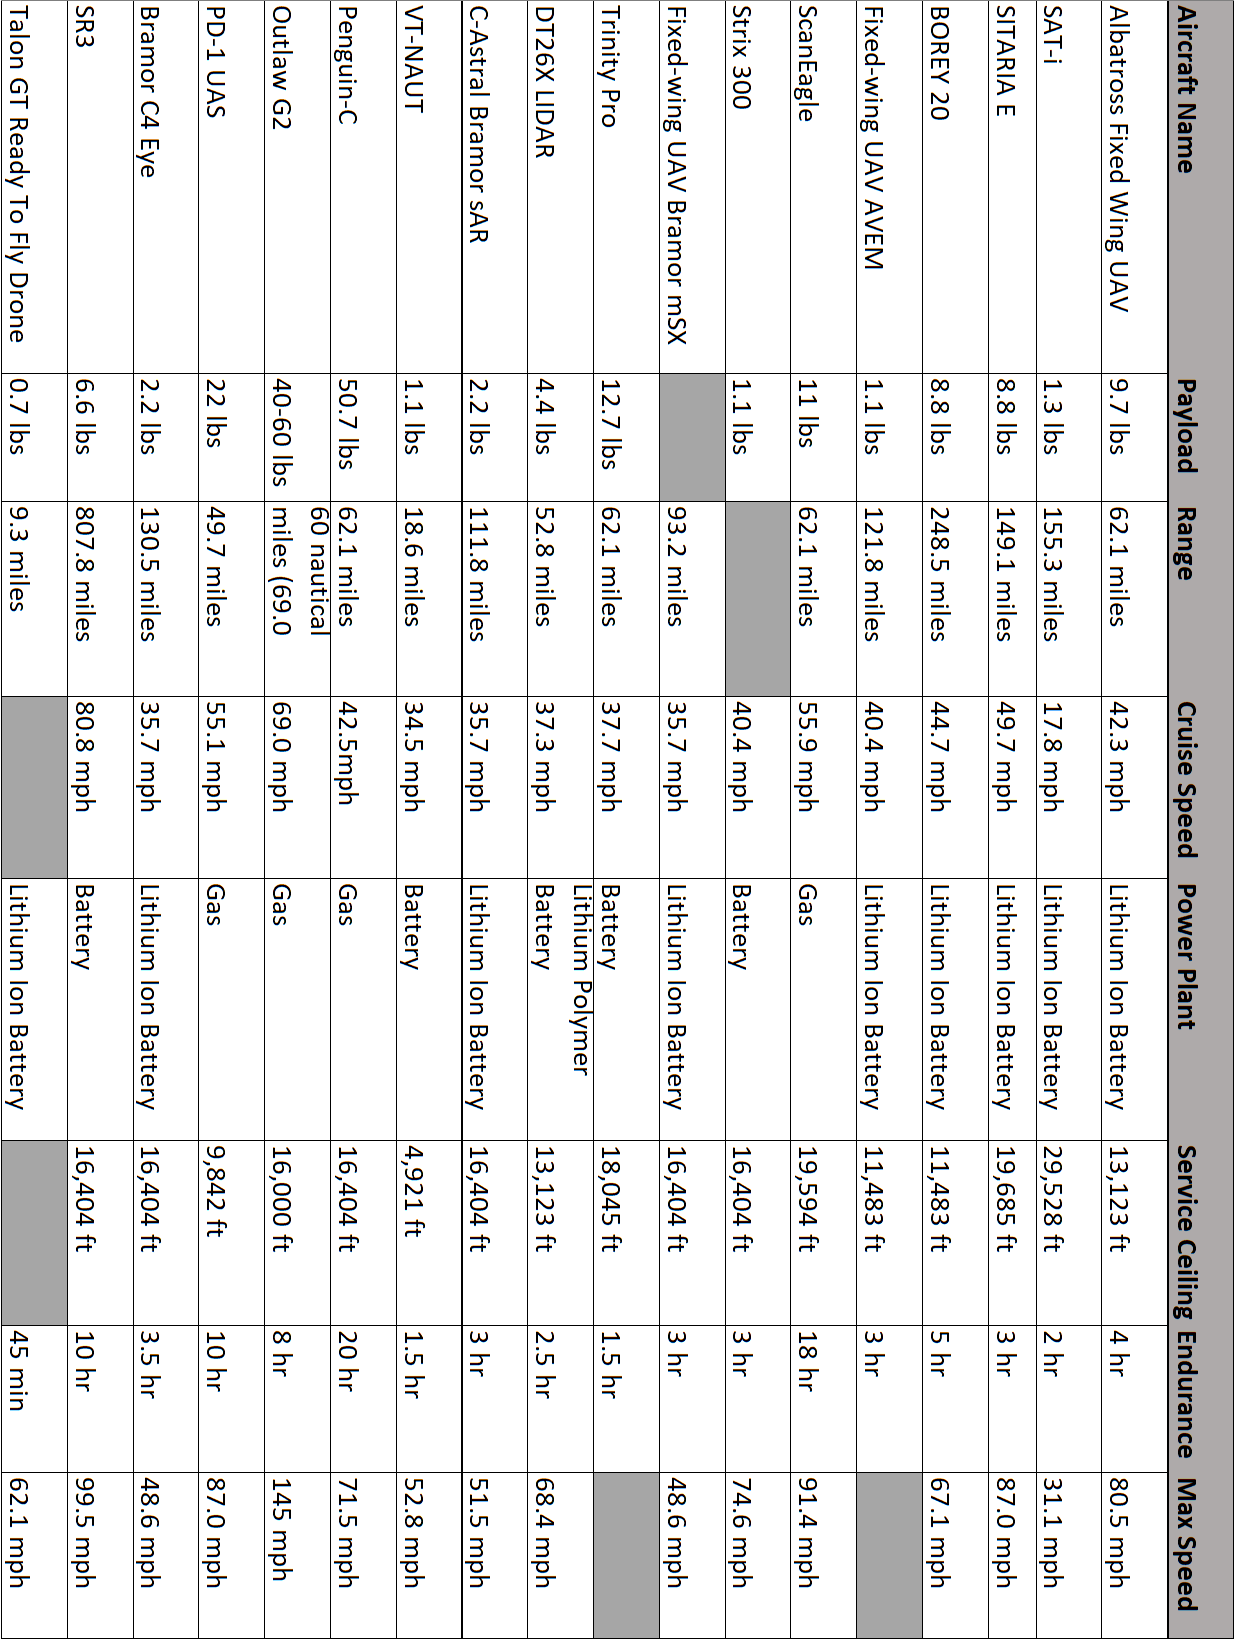 Aircraft Name Payload Range Cruise Speed Power Plant Service Ceiling Endurance Max Speed
Albatross Fixed Wing UAV 9.7 lbs 62.1 miles 42.3 mph Lithium Ion Battery 13,123 ft 4 hr 80.5 mph
SAT-i 1.3 lbs 155.3 miles 17.8 mph Lithium Ion Battery 29,528 ft 2 hr 31.1 mph
SITARIA E 8.8 lbs 149.1 miles 49.7 mph Lithium Ion Battery 19,685 ft 3 hr 87.0 mph
BOREY 20 8.8 lbs 248.5 miles 44.7 mph Lithium Ion Battery 11,483 ft 5 hr 67.1 mph
Fixed-wing UAV AVEM 1.1 lbs 121.8 miles 40.4 mph Lithium Ion Battery 11,483 ft 3 hr
ScanEagle 11 lbs 62.1 miles 55.9 mph Gas 19,594 ft 18 hr 91.4 mph
Strix 300 1.1 lbs 40.4 mph Battery 16,404 ft 3 hr 74.6 mph
Fixed-wing UAV Bramor mSX 93.2 miles 35.7 mph Lithium Ion Battery 16,404 ft 3 hr 48.6 mph
Trinity Pro 12.7 lbs 62.1 miles 37.7 mph Battery 18,045 ft 1.5 hr
Lithium Polymer
DT26X LIDAR 4.4 lbs 52.8 miles 37.3 mph Battery 13,123 ft 2.5 hr 68.4 mph
C-Astral Bramor sAR 2.2 lbs 111.8 miles 35.7 mph Lithium Ion Battery 16,404 ft 3 hr 51.5 mph
VT-NAUT 1.1 lbs 18.6 miles 34.5 mph Battery 4,921 ft 1.5 hr 52.8 mph
Penguin-C 50.7 lbs 62.1 miles 42.5mph Gas 16,404 ft 20 hr 71.5 mph
60 nautical
Outlaw G2 40-60 lbs miles (69.0 69.0 mph Gas 16,000 ft 8 hr 145 mph
PD-1 UAS 22 lbs 49.7 miles 55.1 mph Gas 9,842 ft 10 hr 87.0 mph
Bramor C4 Eye 2.2 lbs 130.5 miles 35.7 mph Lithium Ion Battery 16,404 ft 3.5 hr 48.6 mph
SR3 6.6 lbs 807.8 miles 80.8 mph Battery 16,404 ft 10 hr 99.5 mph
Talon GT Ready To Fly Drone 0.7 lbs 9.3 miles Lithium Ion Battery 45 min 62.1 mph